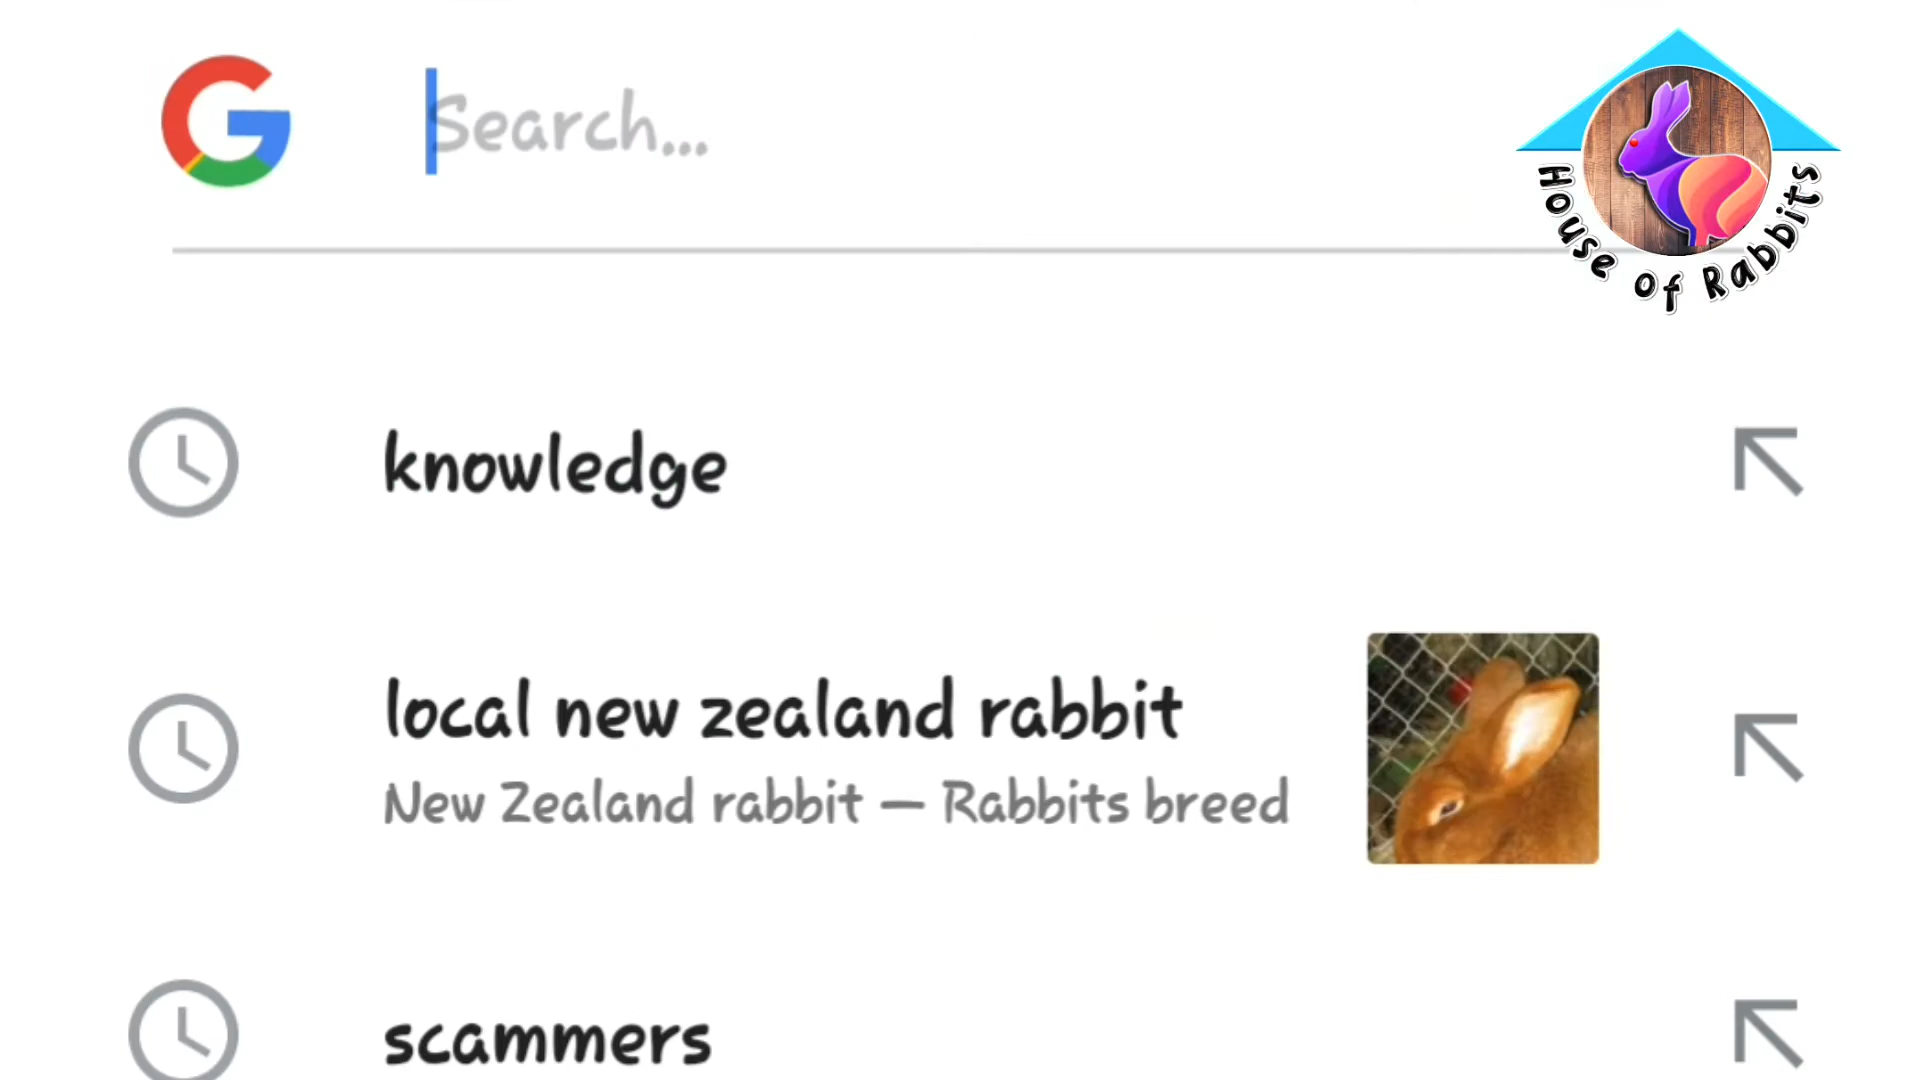 Search...
House of Rabbits
knowledge
local new zealand rabbit
New Zealand rabbit — Rabbits breed
scammers